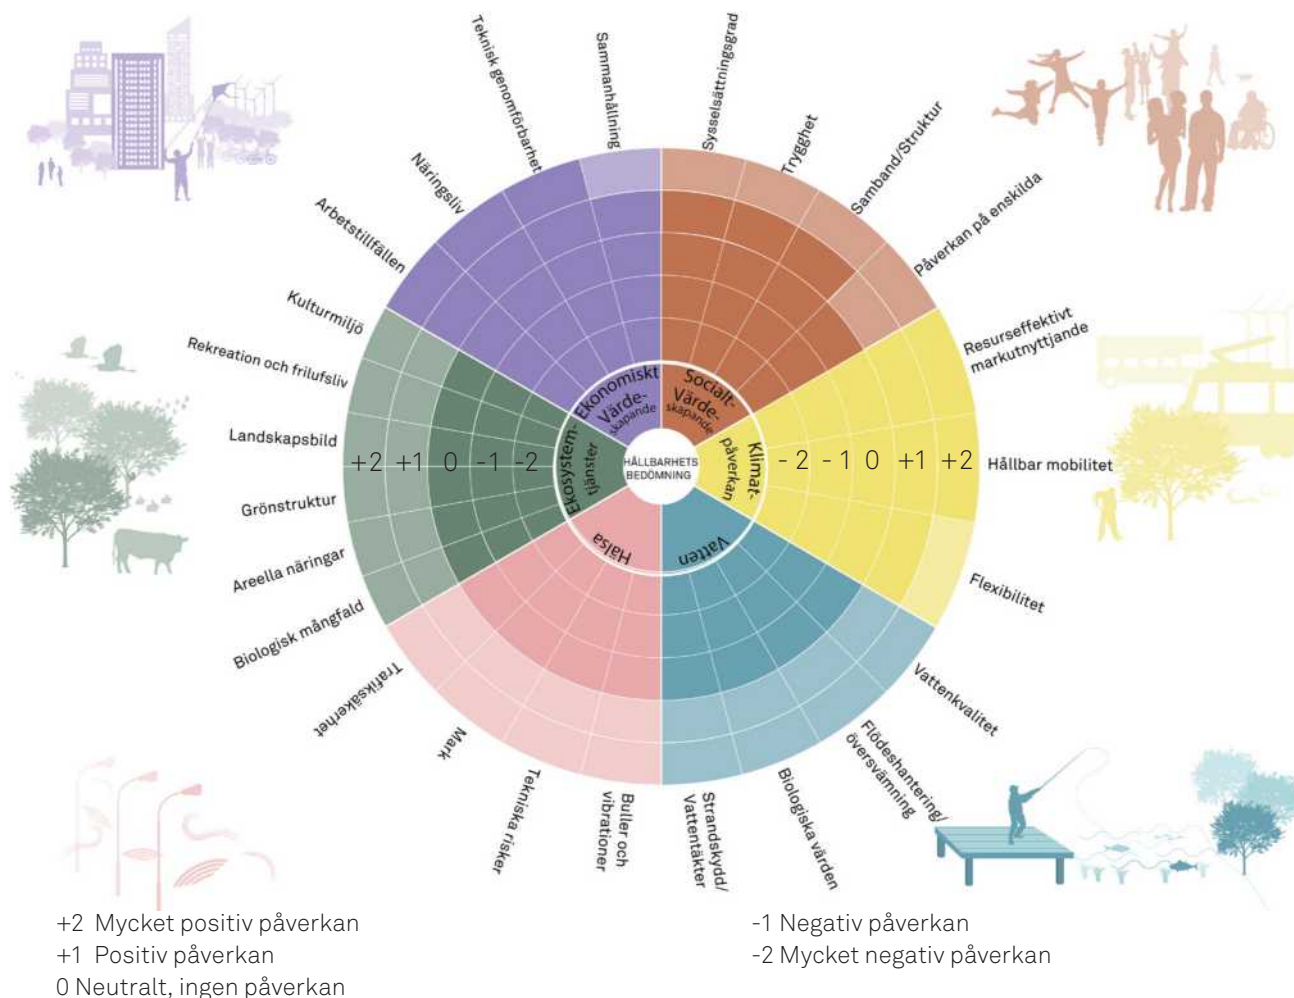 Sammanhållning
Teknisk genomförbarhet
Näringsliv
Arbetstillfällen
Sysselsättningsgrad
Trygghet
Samband/Struktur
Påverkan på enskilda
Kulturmiljö
Rekreation och frilufsliv
Landskapsbild
Grönstruktur
Areella näringar
Biologisk mångfald
Resurseffektivt
markutnyttjande
Hållbar mobilitet
Flexibilitet
Ekonomiskt
Värde-
skapande
Socialt-
Värde-
skapande
Ekosystem-
tjänster
HÅLLBARHETS
BEDÖMNING
Klimat-
påverkan
Hälsa
Vatten
+2 +1 0 -1 -2
- 2 - 1 0 +1 +2
Trafiksäkerhet
Mark
Tekniska risker
Buller och
vibrationer
Strandskydd/
Vattentäkter
Biologiska värden
Flödeshantering/
översvämning
Vattenkvalitet
+2 Mycket positiv påverkan
+1 Positiv påverkan
0 Neutralt, ingen påverkan
-1 Negativ påverkan
-2 Mycket negativ påverkan